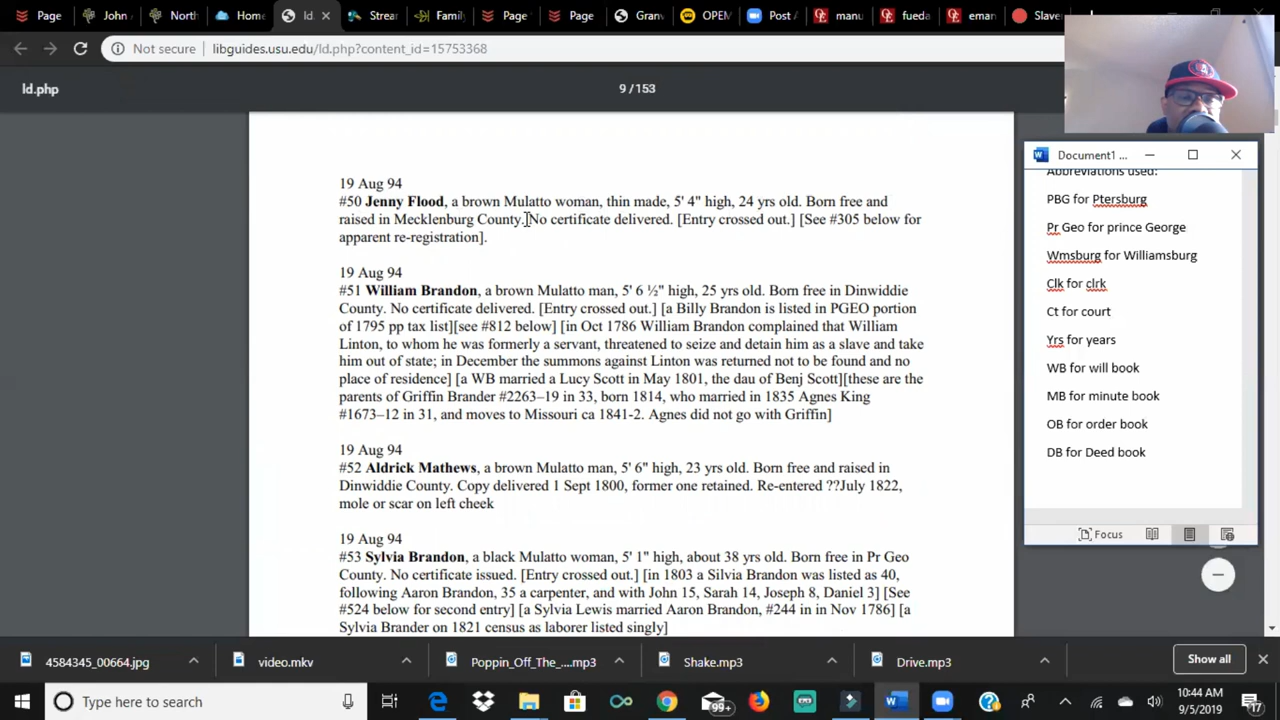 Page
John
North
Home
ld.
Strean
Famil
Page
Page
Gran
OPEM
Post A
manu
fueda
eman
Slave
Not secure
libguides.usu.edu/ld.php?content_id=15753368
ld.php
9 / 153
19 Aug 94
#50 Jenny Flood, a brown Mulatto woman, thin made, 5' 4" high, 24 yrs old. Born free and
raised in Mecklenburg County. No certificate delivered. [Entry crossed out.] [See #305 below for
apparent re-registration].
19 Aug 94
#51 William Brandon, a brown Mulatto man, 5' 6 ½" high, 25 yrs old. Born free in Dinwiddie
County. No certificate delivered. [Entry crossed out.] [a Billy Brandon is listed in PGEO portion
of 1795 pp tax list][see #812 below] [in Oct 1786 William Brandon complained that William
Linton, to whom he was formerly a servant, threatened to seize and detain him as a slave and take
him out of state; in December the summons against Linton was returned not to be found and no
place of residence] [a WB married a Lucy Scott in May 1801, the dau of Benj Scott][these are the
parents of Griffin Brander #2263–19 in 33, born 1814, who married in 1835 Agnes King
#1673–12 in 31, and moves to Missouri ca 1841-2. Agnes did not go with Griffin]
19 Aug 94
#52 Aldrick Mathews, a brown Mulatto man, 5' 6" high, 23 yrs old. Born free and raised in
Dinwiddie County. Copy delivered 1 Sept 1800, former one retained. Re-entered ??July 1822,
mole or scar on left cheek
19 Aug 94
#53 Sylvia Brandon, a black Mulatto woman, 5' 1" high, about 38 yrs old. Born free in Pr Geo
County. No certificate issued. [Entry crossed out.] [in 1803 a Silvia Brandon was listed as 40,
following Aaron Brandon, 35 a carpenter, and with John 15, Sarah 14, Joseph 8, Daniel 3] [See
#524 below for second entry] [a Sylvia Lewis married Aaron Brandon, #244 in in Nov 1786] [a
Sylvia Brander on 1821 census as laborer listed singly]
Document1 ...
Abbreviations used:
PBG for Ptersburg
Pr Geo for prince George
Wmsburg for Williamsburg
Clk for clrk
Ct for court
Yrs for years
WB for will book
MB for minute book
OB for order book
DB for Deed book
Focus
4584345_00664.jpg
video.mkv
Poppin_Off_The_....mp3
Shake.mp3
Drive.mp3
Show all
Type here to search
99+
10:44 AM
9/5/2019
17